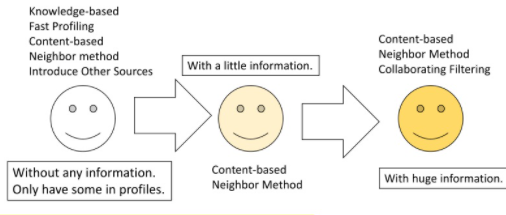 Knowledge-based
Fast Profiling
Content-based
Neighbor method
Introduce Other Sources
Without any information.
Only have some in profiles.
With a little information.
Content-based
Neighbor Method
Content-based
Neighbor Method
Collaborating Filtering
With huge information.